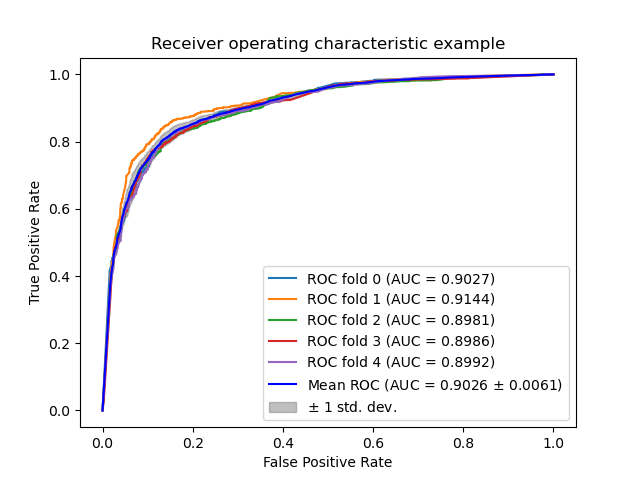 Receiver operating characteristic example
True Positive Rate
1.0
0.8
0.6
0.4
0.2
0.0
ROC fold 0 (AUC = 0.9027)
ROC fold 1 (AUC = 0.9144)
ROC fold 2 (AUC = 0.8981)
ROC fold 3 (AUC = 0.8986)
ROC fold 4 (AUC = 0.8992)
Mean ROC (AUC = 0.9026 ± 0.0061)
± 1 std. dev.
0.0 0.2 0.4 0.6 0.8 1.0
False Positive Rate